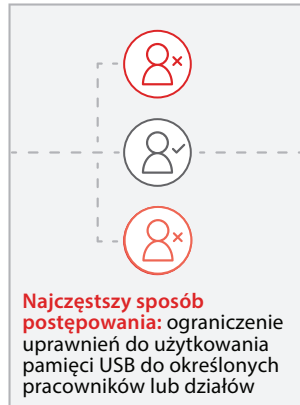 Najczęstszy sposób
postępowania: ograniczenie
uprawnień do użytkowania
pamięci USB do określonych
pracowników lub działów